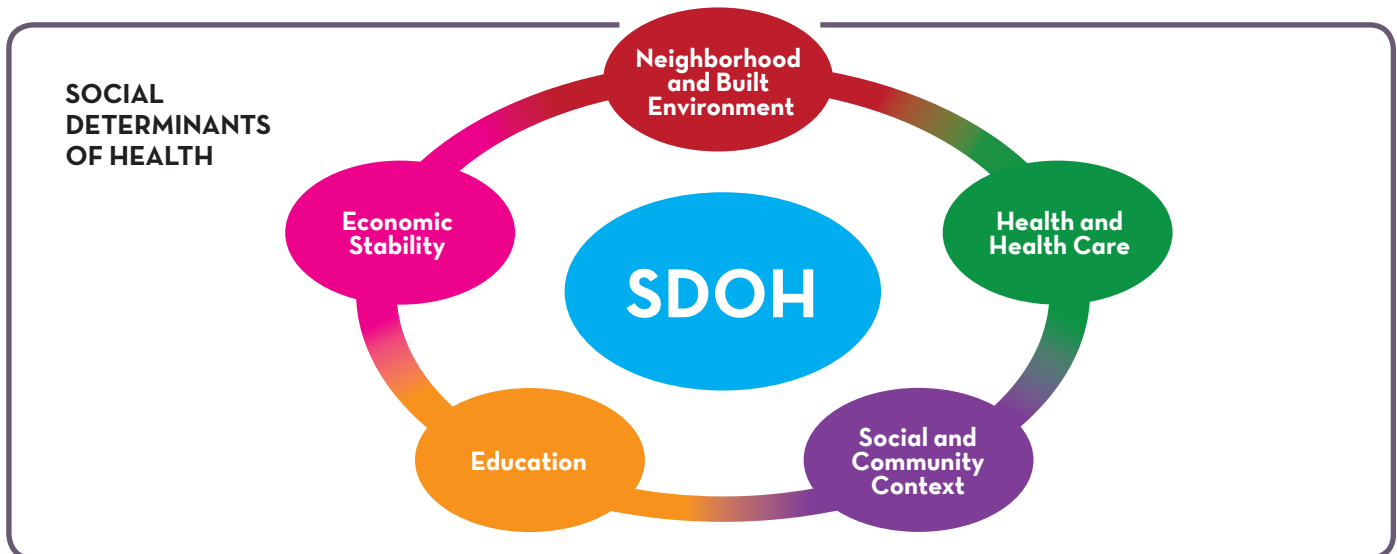 SOCIAL
DETERMINANTS
OF HEALTH
Neighborhood
and Built
Environment
Economic
Stability
Health and
Health Care
SDOH
Education
Social and
Community
Context